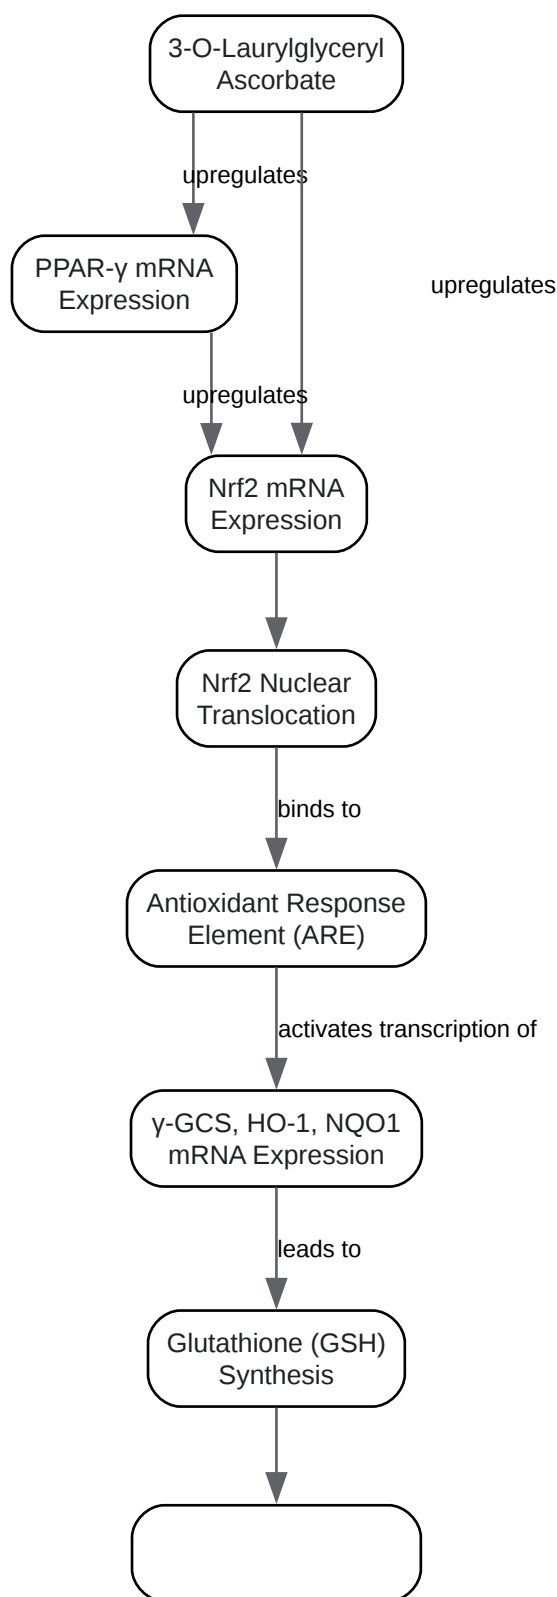 3-O-Laurylglyceryl
Ascorbate
upregulates
PPAR-γ mRNA
Expression
upregulates
upregulates
Nrf2 mRNA
Expression
Nrf2 Nuclear
Translocation
binds to
Antioxidant Response
Element (ARE)
activates transcription of
γ-GCS, HO-1, NQO1
mRNA Expression
leads to
Glutathione (GSH)
Synthesis